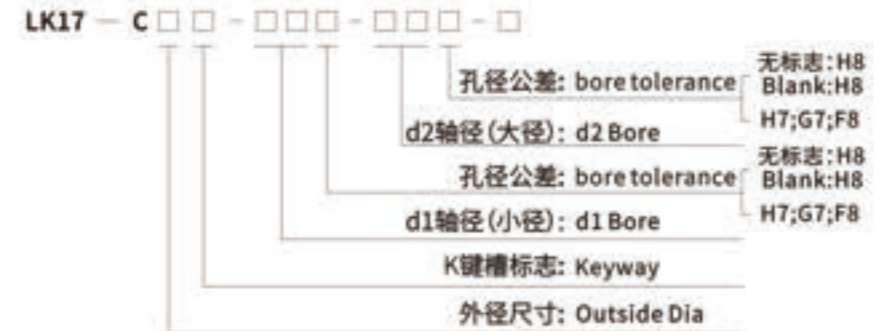 LK17 — C□□-□□□-□□□-□
孔径公差: bore tolerance
无标志:H8
Blank:H8
H7;G7;F8
d2轴径(大径): d2 Bore
孔径公差: bore tolerance
无标志:H8
Blank:H8
H7;G7;F8
d1轴径(小径): d1 Bore
K键槽标志: Keyway
外径尺寸: Outside Dia